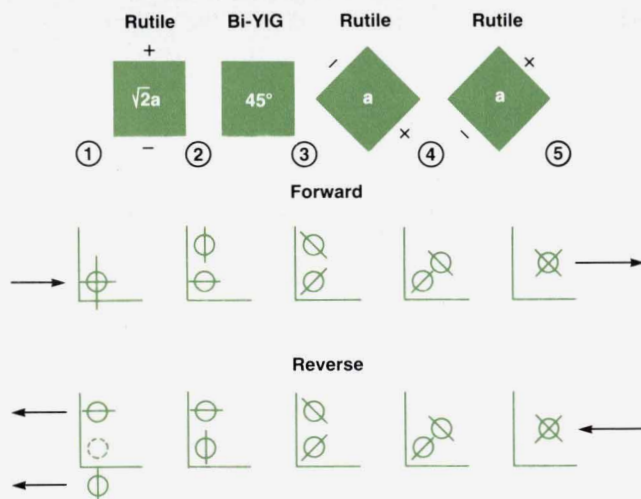 Rutile Bi-YIG Rutile Rutile
+ − × − ×
√2a 45° a a
−
① ② ③ ④ ⑤
Forward
Reverse